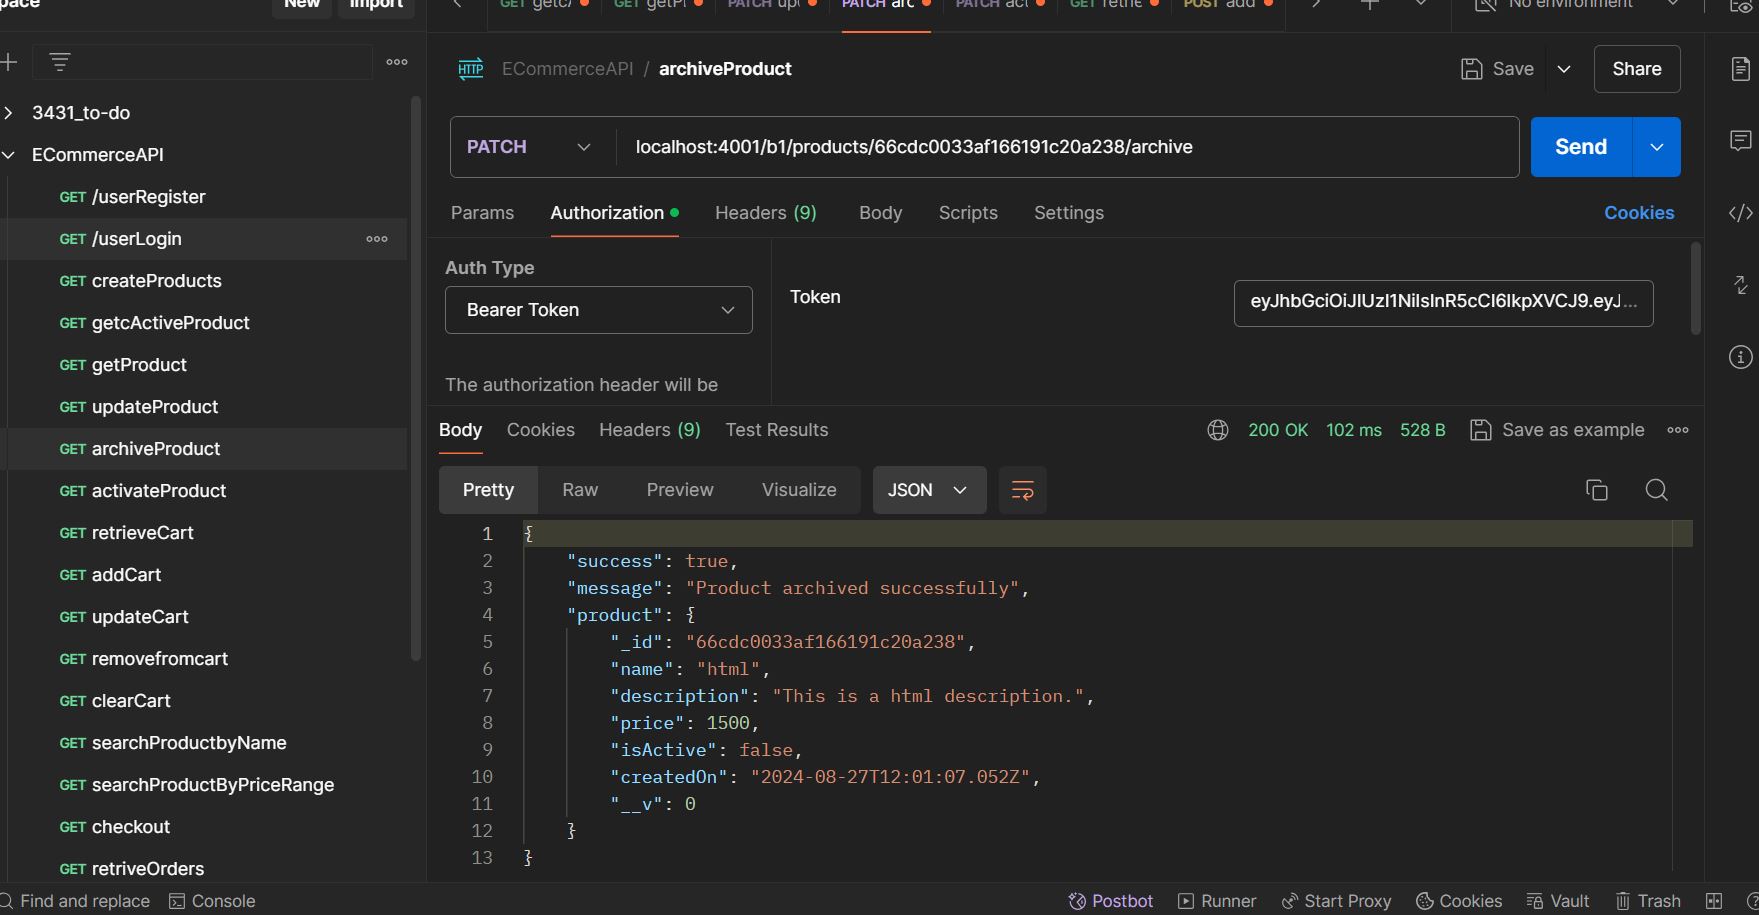 pace
New
Import
GET getc/
GET getPr
PATCH up
PATCH arc
PATCH act
GET retrie
POST add
No environment
ECommerceAPI / archiveProduct
Save
Share
3431_to-do
ECommerceAPI
GET /userRegister
GET /userLogin
GET createProducts
GET getcActiveProduct
GET getProduct
GET updateProduct
GET archiveProduct
GET activateProduct
GET retrieveCart
GET addCart
GET updateCart
GET removefromcart
GET clearCart
GET searchProductbyName
GET searchProductByPriceRange
GET checkout
GET retriveOrders
PATCH
localhost:4001/b1/products/66cdc0033af166191c20a238/archive
Send
Params
Authorization
Headers (9)
Body
Scripts
Settings
Cookies
Auth Type
Bearer Token
The authorization header will be
Token
eyJhbGciOiJIUzI1NiIsInR5cCI6IkpXVCJ9.eyJ...
Body
Cookies
Headers (9)
Test Results
200 OK
102 ms
528 B
Save as example
Pretty
Raw
Preview
Visualize
JSON
1 {
2 "success": true,
3 "message": "Product archived successfully",
4 "product": {
5 "_id": "66cdc0033af166191c20a238",
6 "name": "html",
7 "description": "This is a html description.",
8 "price": 1500,
9 "isActive": false,
10 "createdOn": "2024-08-27T12:01:07.052Z",
11 "__v": 0
12 }
13 }
Find and replace
Console
Postbot
Runner
Start Proxy
Cookies
Vault
Trash